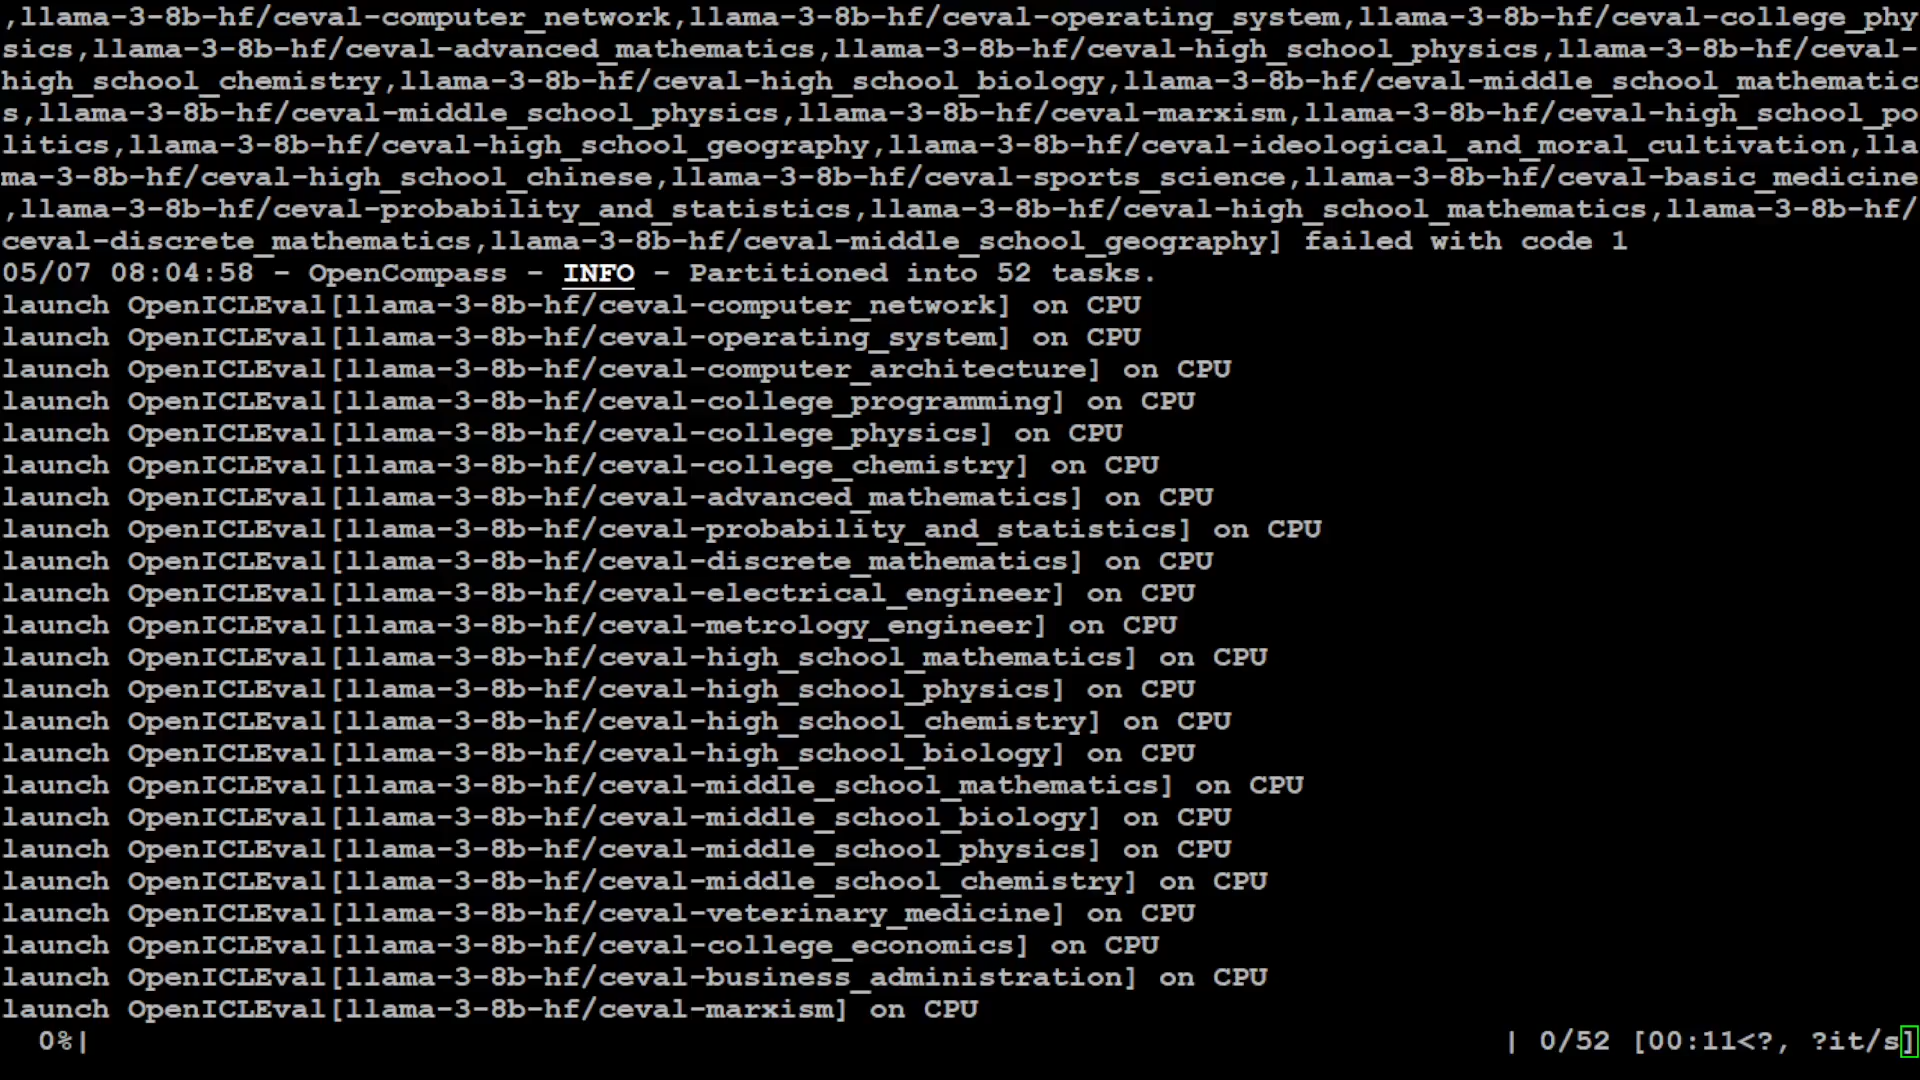 ,llama-3-8b-hf/ceval-computer_network,llama-3-8b-hf/ceval-operating_system,llama-3-8b-hf/ceval-college_phy
sics,llama-3-8b-hf/ceval-advanced_mathematics,llama-3-8b-hf/ceval-high_school_physics,llama-3-8b-hf/ceval-
high_school_chemistry,llama-3-8b-hf/ceval-high_school_biology,llama-3-8b-hf/ceval-middle_school_mathematic
s,llama-3-8b-hf/ceval-middle_school_physics,llama-3-8b-hf/ceval-marxism,llama-3-8b-hf/ceval-high_school_po
litics,llama-3-8b-hf/ceval-high_school_geography,llama-3-8b-hf/ceval-ideological_and_moral_cultivation,lla
ma-3-8b-hf/ceval-high_school_chinese,llama-3-8b-hf/ceval-sports_science,llama-3-8b-hf/ceval-basic_medicine
,llama-3-8b-hf/ceval-probability_and_statistics,llama-3-8b-hf/ceval-high_school_mathematics,llama-3-8b-hf/
ceval-discrete_mathematics,llama-3-8b-hf/ceval-middle_school_geography] failed with code 1
05/07 08:04:58 - OpenCompass - INFO - Partitioned into 52 tasks.
launch OpenICLEval[llama-3-8b-hf/ceval-computer_network] on CPU
launch OpenICLEval[llama-3-8b-hf/ceval-operating_system] on CPU
launch OpenICLEval[llama-3-8b-hf/ceval-computer_architecture] on CPU
launch OpenICLEval[llama-3-8b-hf/ceval-college_programming] on CPU
launch OpenICLEval[llama-3-8b-hf/ceval-college_physics] on CPU
launch OpenICLEval[llama-3-8b-hf/ceval-college_chemistry] on CPU
launch OpenICLEval[llama-3-8b-hf/ceval-advanced_mathematics] on CPU
launch OpenICLEval[llama-3-8b-hf/ceval-probability_and_statistics] on CPU
launch OpenICLEval[llama-3-8b-hf/ceval-discrete_mathematics] on CPU
launch OpenICLEval[llama-3-8b-hf/ceval-electrical_engineer] on CPU
launch OpenICLEval[llama-3-8b-hf/ceval-metrology_engineer] on CPU
launch OpenICLEval[llama-3-8b-hf/ceval-high_school_mathematics] on CPU
launch OpenICLEval[llama-3-8b-hf/ceval-high_school_physics] on CPU
launch OpenICLEval[llama-3-8b-hf/ceval-high_school_chemistry] on CPU
launch OpenICLEval[llama-3-8b-hf/ceval-high_school_biology] on CPU
launch OpenICLEval[llama-3-8b-hf/ceval-middle_school_mathematics] on CPU
launch OpenICLEval[llama-3-8b-hf/ceval-middle_school_biology] on CPU
launch OpenICLEval[llama-3-8b-hf/ceval-middle_school_physics] on CPU
launch OpenICLEval[llama-3-8b-hf/ceval-middle_school_chemistry] on CPU
launch OpenICLEval[llama-3-8b-hf/ceval-veterinary_medicine] on CPU
launch OpenICLEval[llama-3-8b-hf/ceval-college_economics] on CPU
launch OpenICLEval[llama-3-8b-hf/ceval-business_administration] on CPU
launch OpenICLEval[llama-3-8b-hf/ceval-marxism] on CPU
0%| | 0/52 [00:11<?, ?it/s]